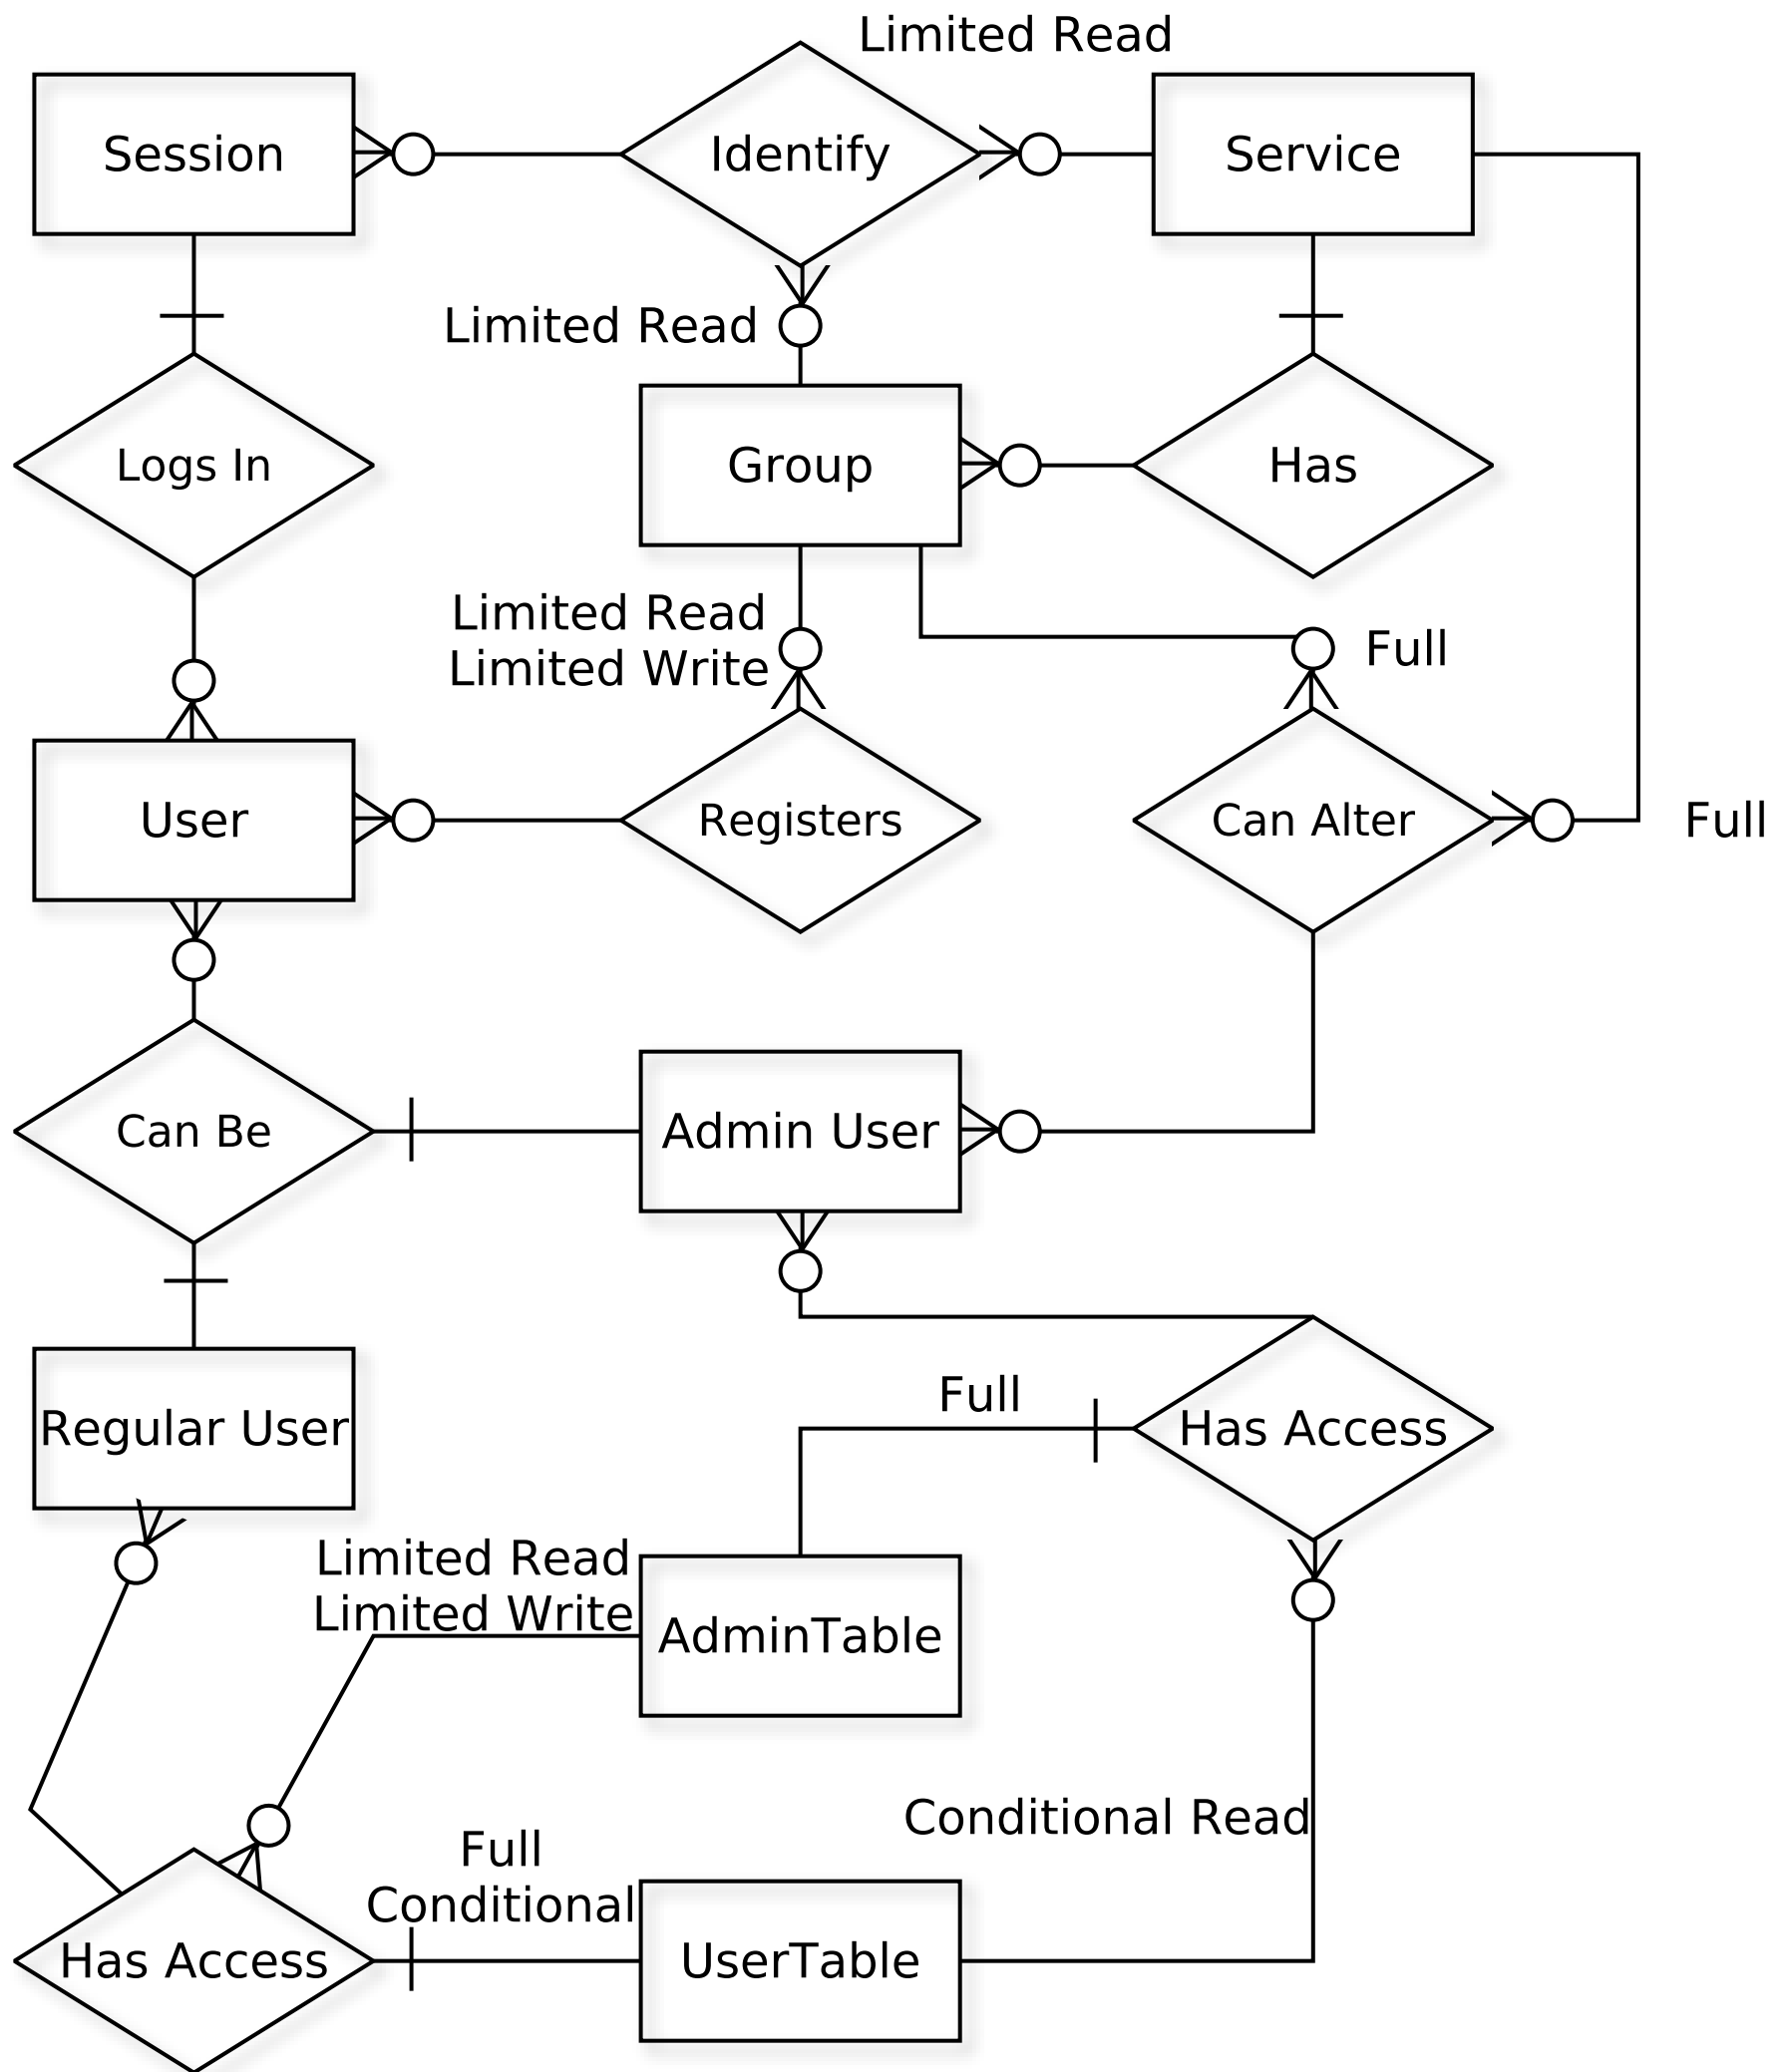 Limited Read
Session
Identify
Service
Limited Read
Logs In
Group
Has
Limited Read
Limited Write
Full
User
Registers
Can Alter
Full
Can Be
Admin User
Full
Regular User
Has Access
Limited Read
Limited Write
AdminTable
Conditional Read
Full
Conditional
Has Access
UserTable